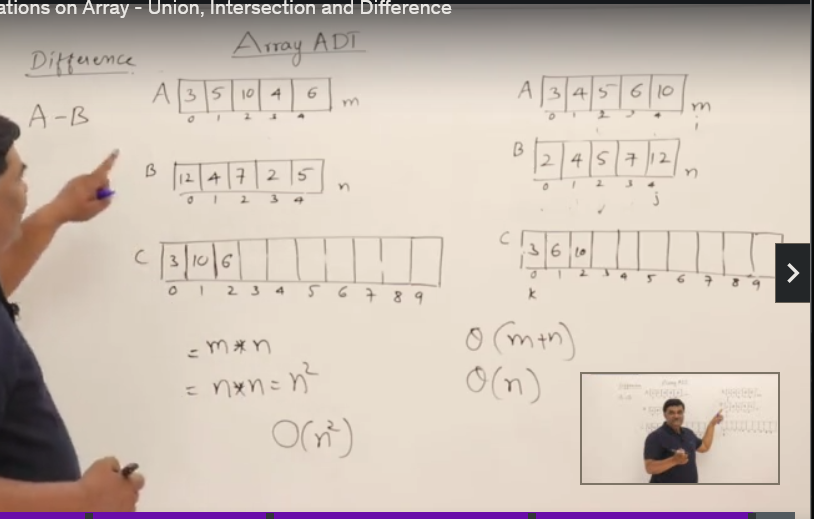 ations on Array - Union, Intersection and Difference
Difference
Array ADT
A - B
A 3 5 10 4 6 m
0 1 2 3 4
B 12 4 7 2 5 n
0 1 2 3 4
C 3 10 6
0 1 2 3 4 5 6 7 8 9
= m * n
= n * n = n²
O(n²)
A 3 4 5 6 10 m
0 1 2 3 4 i
B 2 4 5 7 12 n
0 1 2 3 4 j
C 3 6 10
0 1 2 3 4 5 6 7 8 9
k
θ(m+n)
θ(n)